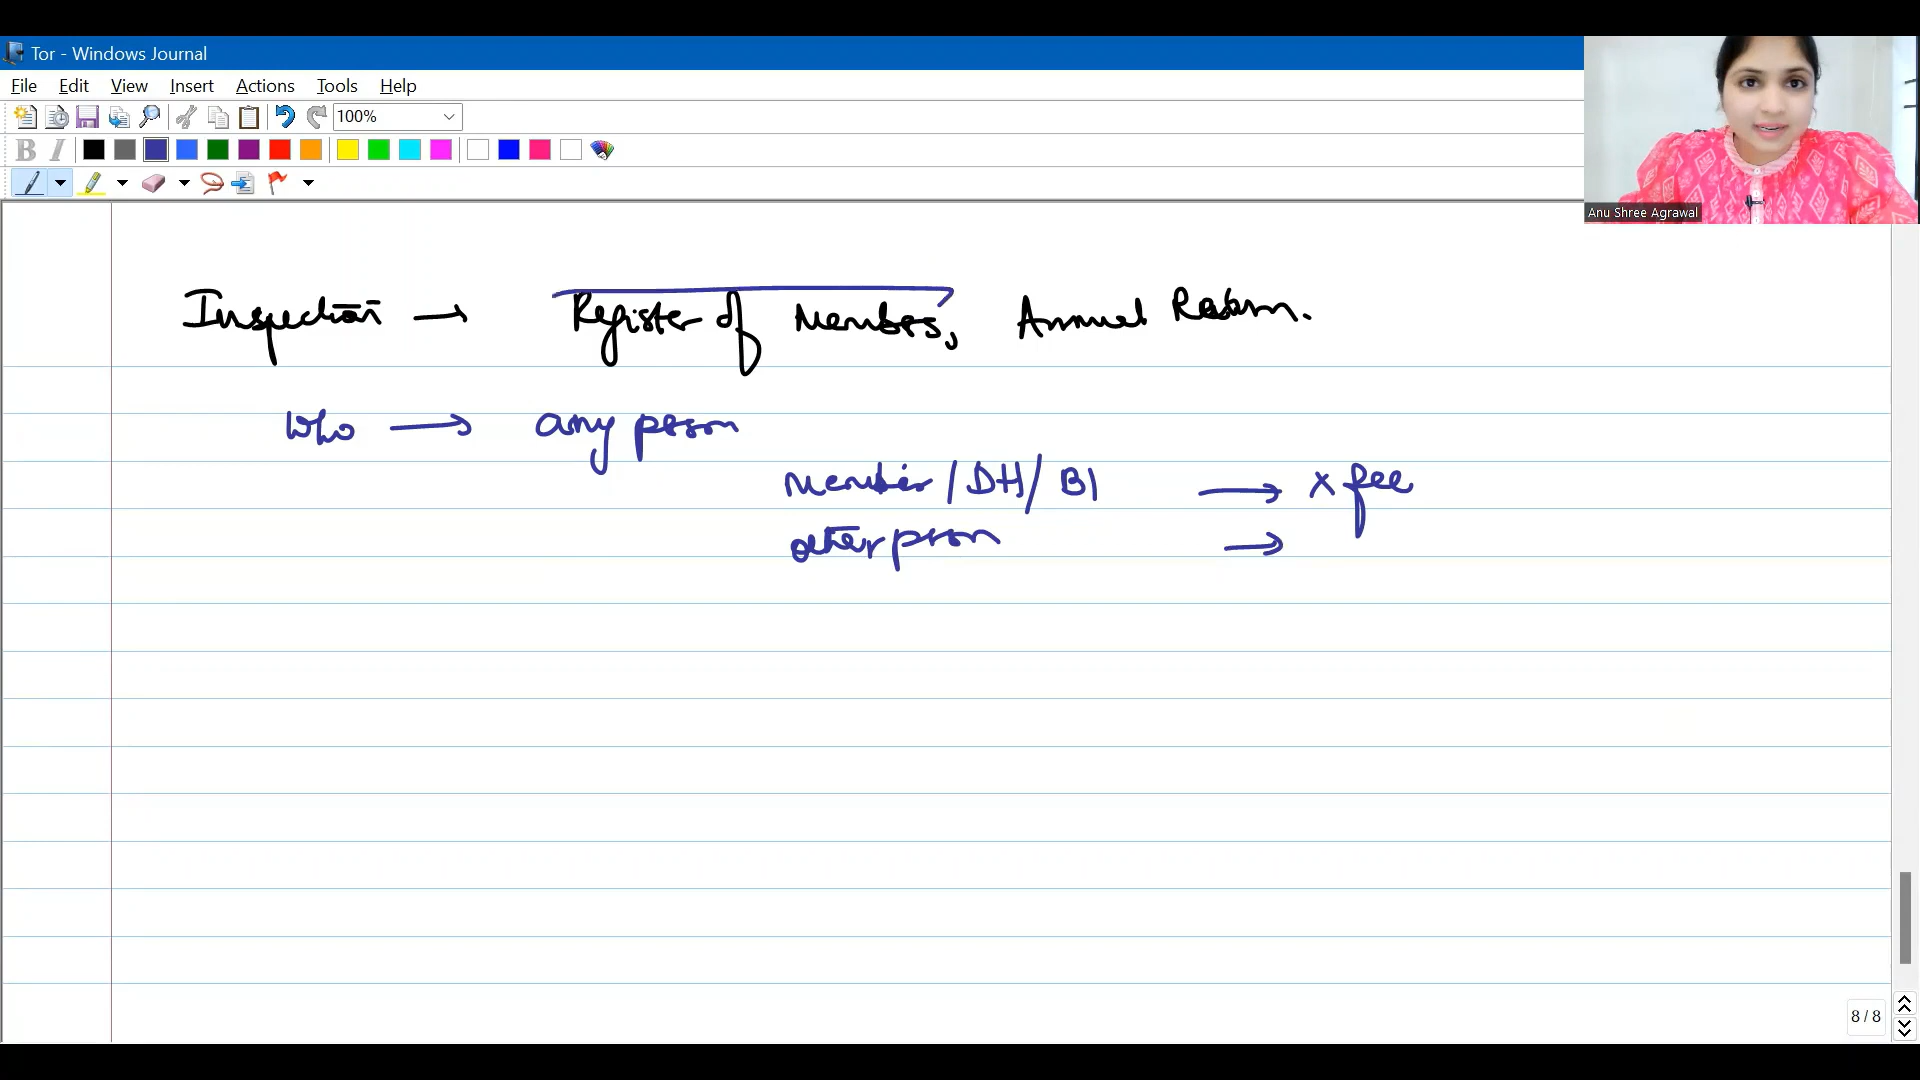 Tor - Windows Journal
File Edit View Insert Actions Tools Help
100%
B I
Anu Shree Agrawal
Inspection → Register of Members, Annual Return.
Who → any person
Member / DH / BI → x fee
other person →
8 / 8